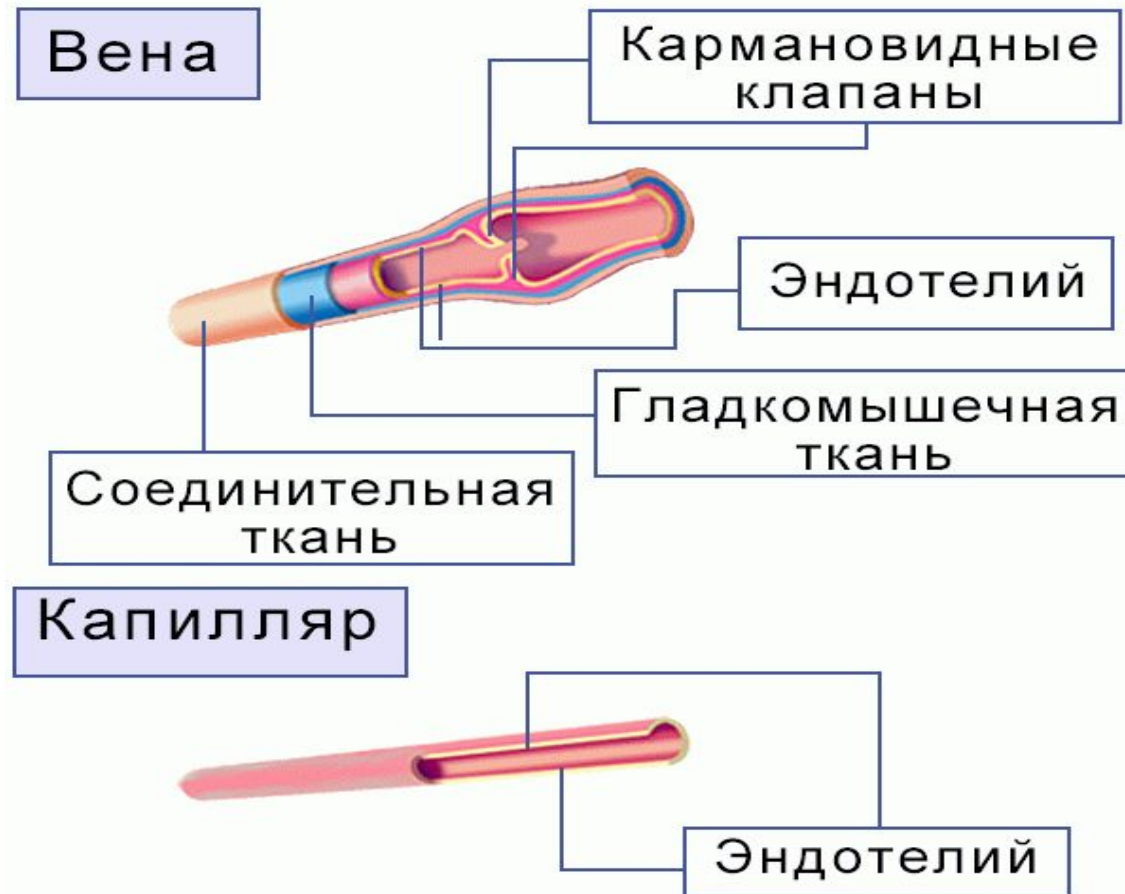 Вена
Кармановидные
клапаны
Эндотелий
Гладкомышечная
ткань
Соединительная
ткань
Капилляр
Эндотелий